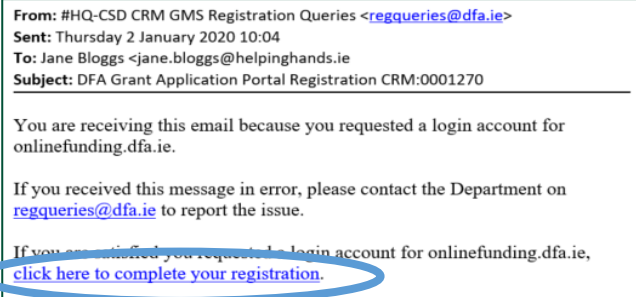 From: #HQ-CSD CRM GMS Registration Queries <regqueries@dfa.ie>
Sent: Thursday 2 January 2020 10:04
To: Jane Bloggs <jane.bloggs@helpinghands.ie
Subject: DFA Grant Application Portal Registration CRM:0001270
You are receiving this email because you requested a login account for
onlinefunding.dfa.ie.
If you received this message in error, please contact the Department on
regqueries@dfa.ie to report the issue.
If you are satisfied you requested a login account for onlinefunding.dfa.ie,
click here to complete your registration.